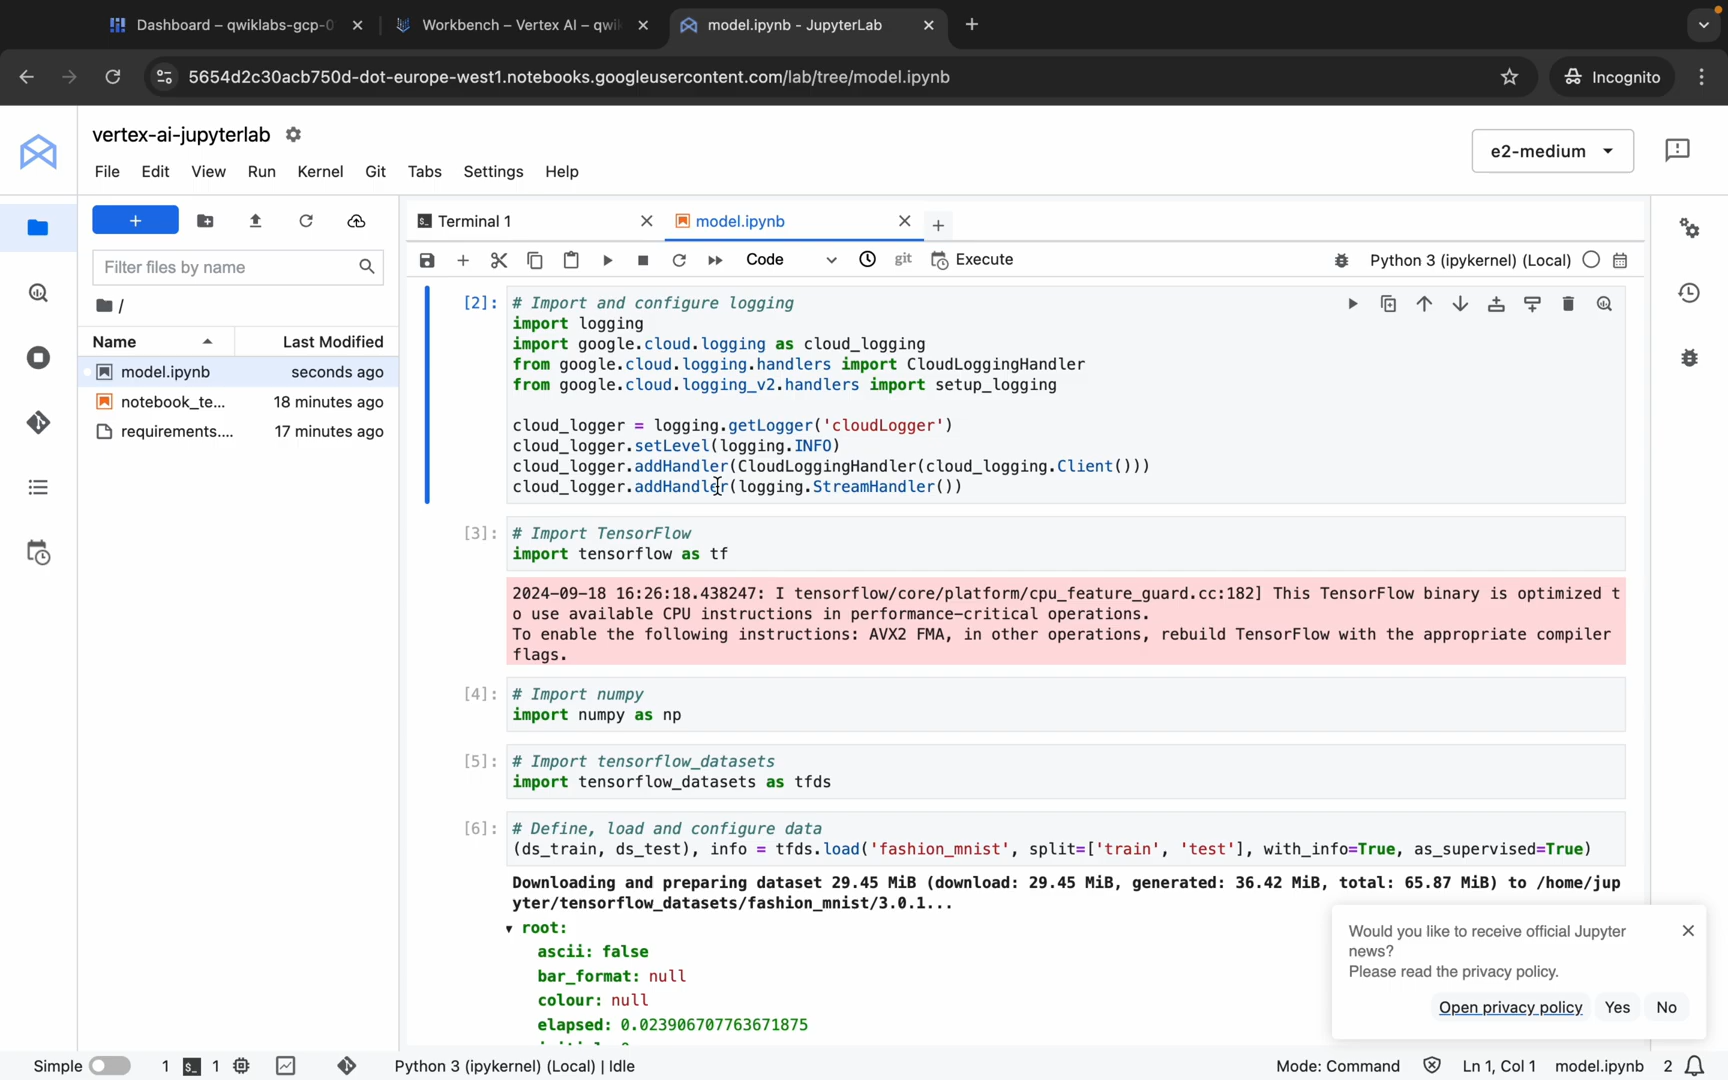 Dashboard – qwiklabs-gcp-0
Workbench – Vertex AI – qwi
model.ipynb - JupyterLab
5654d2c30acb750d-dot-europe-west1.notebooks.googleusercontent.com/lab/tree/model.ipynb
Incognito
vertex-ai-jupyterlab
e2-medium
File Edit View Run Kernel Git Tabs Settings Help
Filter files by name
/
Name Last Modified
model.ipynb seconds ago
notebook_te... 18 minutes ago
requirements.... 17 minutes ago
Terminal 1
model.ipynb
Code
git
Execute
Python 3 (ipykernel) (Local)
[2]: # Import and configure logging
import logging
import google.cloud.logging as cloud_logging
from google.cloud.logging.handlers import CloudLoggingHandler
from google.cloud.logging_v2.handlers import setup_logging
cloud_logger = logging.getLogger('cloudLogger')
cloud_logger.setLevel(logging.INFO)
cloud_logger.addHandler(CloudLoggingHandler(cloud_logging.Client()))
cloud_logger.addHandler(logging.StreamHandler())
[3]: # Import TensorFlow
import tensorflow as tf
2024-09-18 16:26:18.438247: I tensorflow/core/platform/cpu_feature_guard.cc:182] This TensorFlow binary is optimized t
o use available CPU instructions in performance-critical operations.
To enable the following instructions: AVX2 FMA, in other operations, rebuild TensorFlow with the appropriate compiler
flags.
[4]: # Import numpy
import numpy as np
[5]: # Import tensorflow_datasets
import tensorflow_datasets as tfds
[6]: # Define, load and configure data
(ds_train, ds_test), info = tfds.load('fashion_mnist', split=['train', 'test'], with_info=True, as_supervised=True)
Downloading and preparing dataset 29.45 MiB (download: 29.45 MiB, generated: 36.42 MiB, total: 65.87 MiB) to /home/jup
yter/tensorflow_datasets/fashion_mnist/3.0.1...
root:
ascii: false
bar_format: null
colour: null
elapsed: 0.023906707763671875
Would you like to receive official Jupyter
news?
Please read the privacy policy.
Open privacy policy Yes No
Simple 1 1 Python 3 (ipykernel) (Local) | Idle Mode: Command Ln 1, Col 1 model.ipynb 2